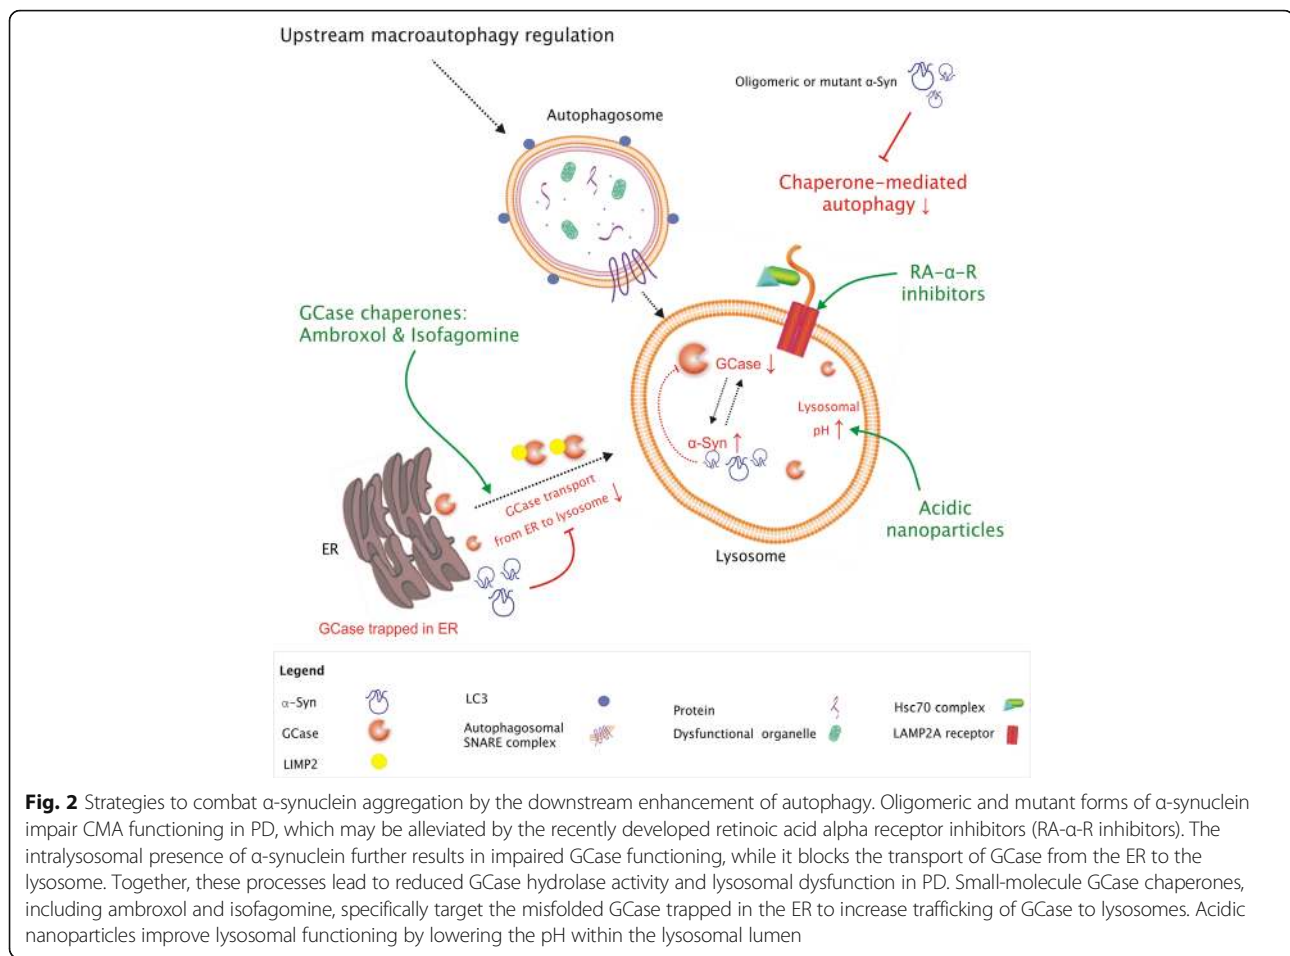 Upstream macroautophagy regulation
Oligomeric or mutant α-Syn
Autophagosome
Chaperone-mediated
autophagy ↓
RA-α-R
inhibitors
GCase chaperones:
Ambroxol & Isofagomine
GCase ↓
Lysosomal
pH ↑
α-Syn ↑
GCase transport
from ER to lysosome ↓
Acidic
nanoparticles
ER
Lysosome
GCase trapped in ER
Legend
α-Syn
GCase
LIMP2
LC3
Autophagosomal
SNARE complex
Protein
Dysfunctional organelle
Hsc70 complex
LAMP2A receptor
Fig. 2 Strategies to combat α-synuclein aggregation by the downstream enhancement of autophagy. Oligomeric and mutant forms of α-synuclein
impair CMA functioning in PD, which may be alleviated by the recently developed retinoic acid alpha receptor inhibitors (RA-α-R inhibitors). The
intralysosomal presence of α-synuclein further results in impaired GCase functioning, while it blocks the transport of GCase from the ER to the
lysosome. Together, these processes lead to reduced GCase hydrolase activity and lysosomal dysfunction in PD. Small-molecule GCase chaperones,
including ambroxol and isofagomine, specifically target the misfolded GCase trapped in the ER to increase trafficking of GCase to lysosomes. Acidic
nanoparticles improve lysosomal functioning by lowering the pH within the lysosomal lumen